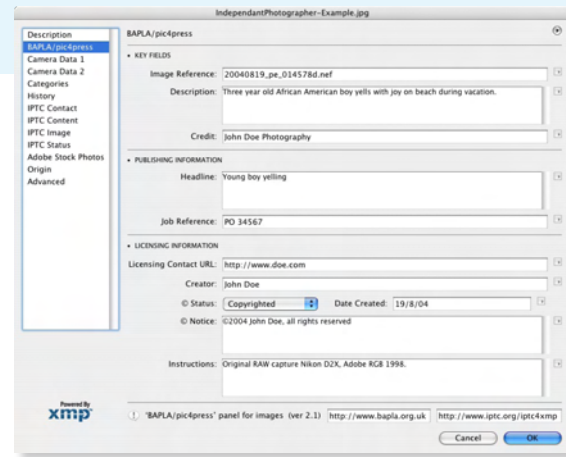 IndependantPhotographer-Example.jpg
Description
BAPLA/pic4press
Camera Data 1
Camera Data 2
Categories
History
IPTC Contact
IPTC Content
IPTC Image
IPTC Status
Adobe Stock Photos
Origin
Advanced
Powered By
xmp
BAPLA/pic4press
KEY FIELDS
Image Reference: 20040819_pe_014578d.nef
Description: Three year old African American boy yells with joy on beach during vacation.
Credit: John Doe Photography
PUBLISHING INFORMATION
Headline: Young boy yelling
Job Reference: PO 34567
LICENSING INFORMATION
Licensing Contact URL: http://www.doe.com
Creator: John Doe
© Status: Copyrighted Date Created: 19/8/04
© Notice: ©2004 John Doe, all rights reserved
Instructions: Original RAW capture Nikon D2X, Adobe RGB 1998.
'BAPLA/pic4press' panel for images (ver 2.1) http://www.bapla.org.uk http://www.iptc.org/iptc4xmp
Cancel OK